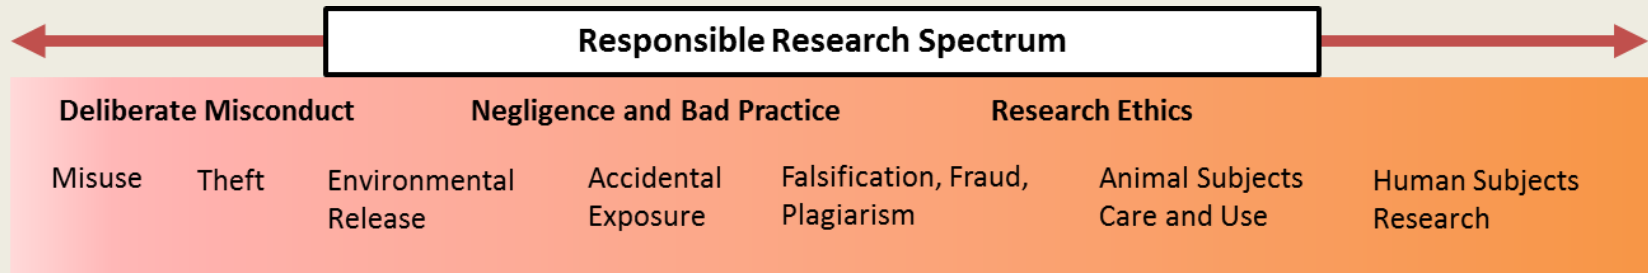 Responsible Research Spectrum
Deliberate Misconduct
Negligence and Bad Practice
Research Ethics
Misuse
Theft
Environmental
Release
Accidental
Exposure
Falsification, Fraud,
Plagiarism
Animal Subjects
Care and Use
Human Subjects
Research